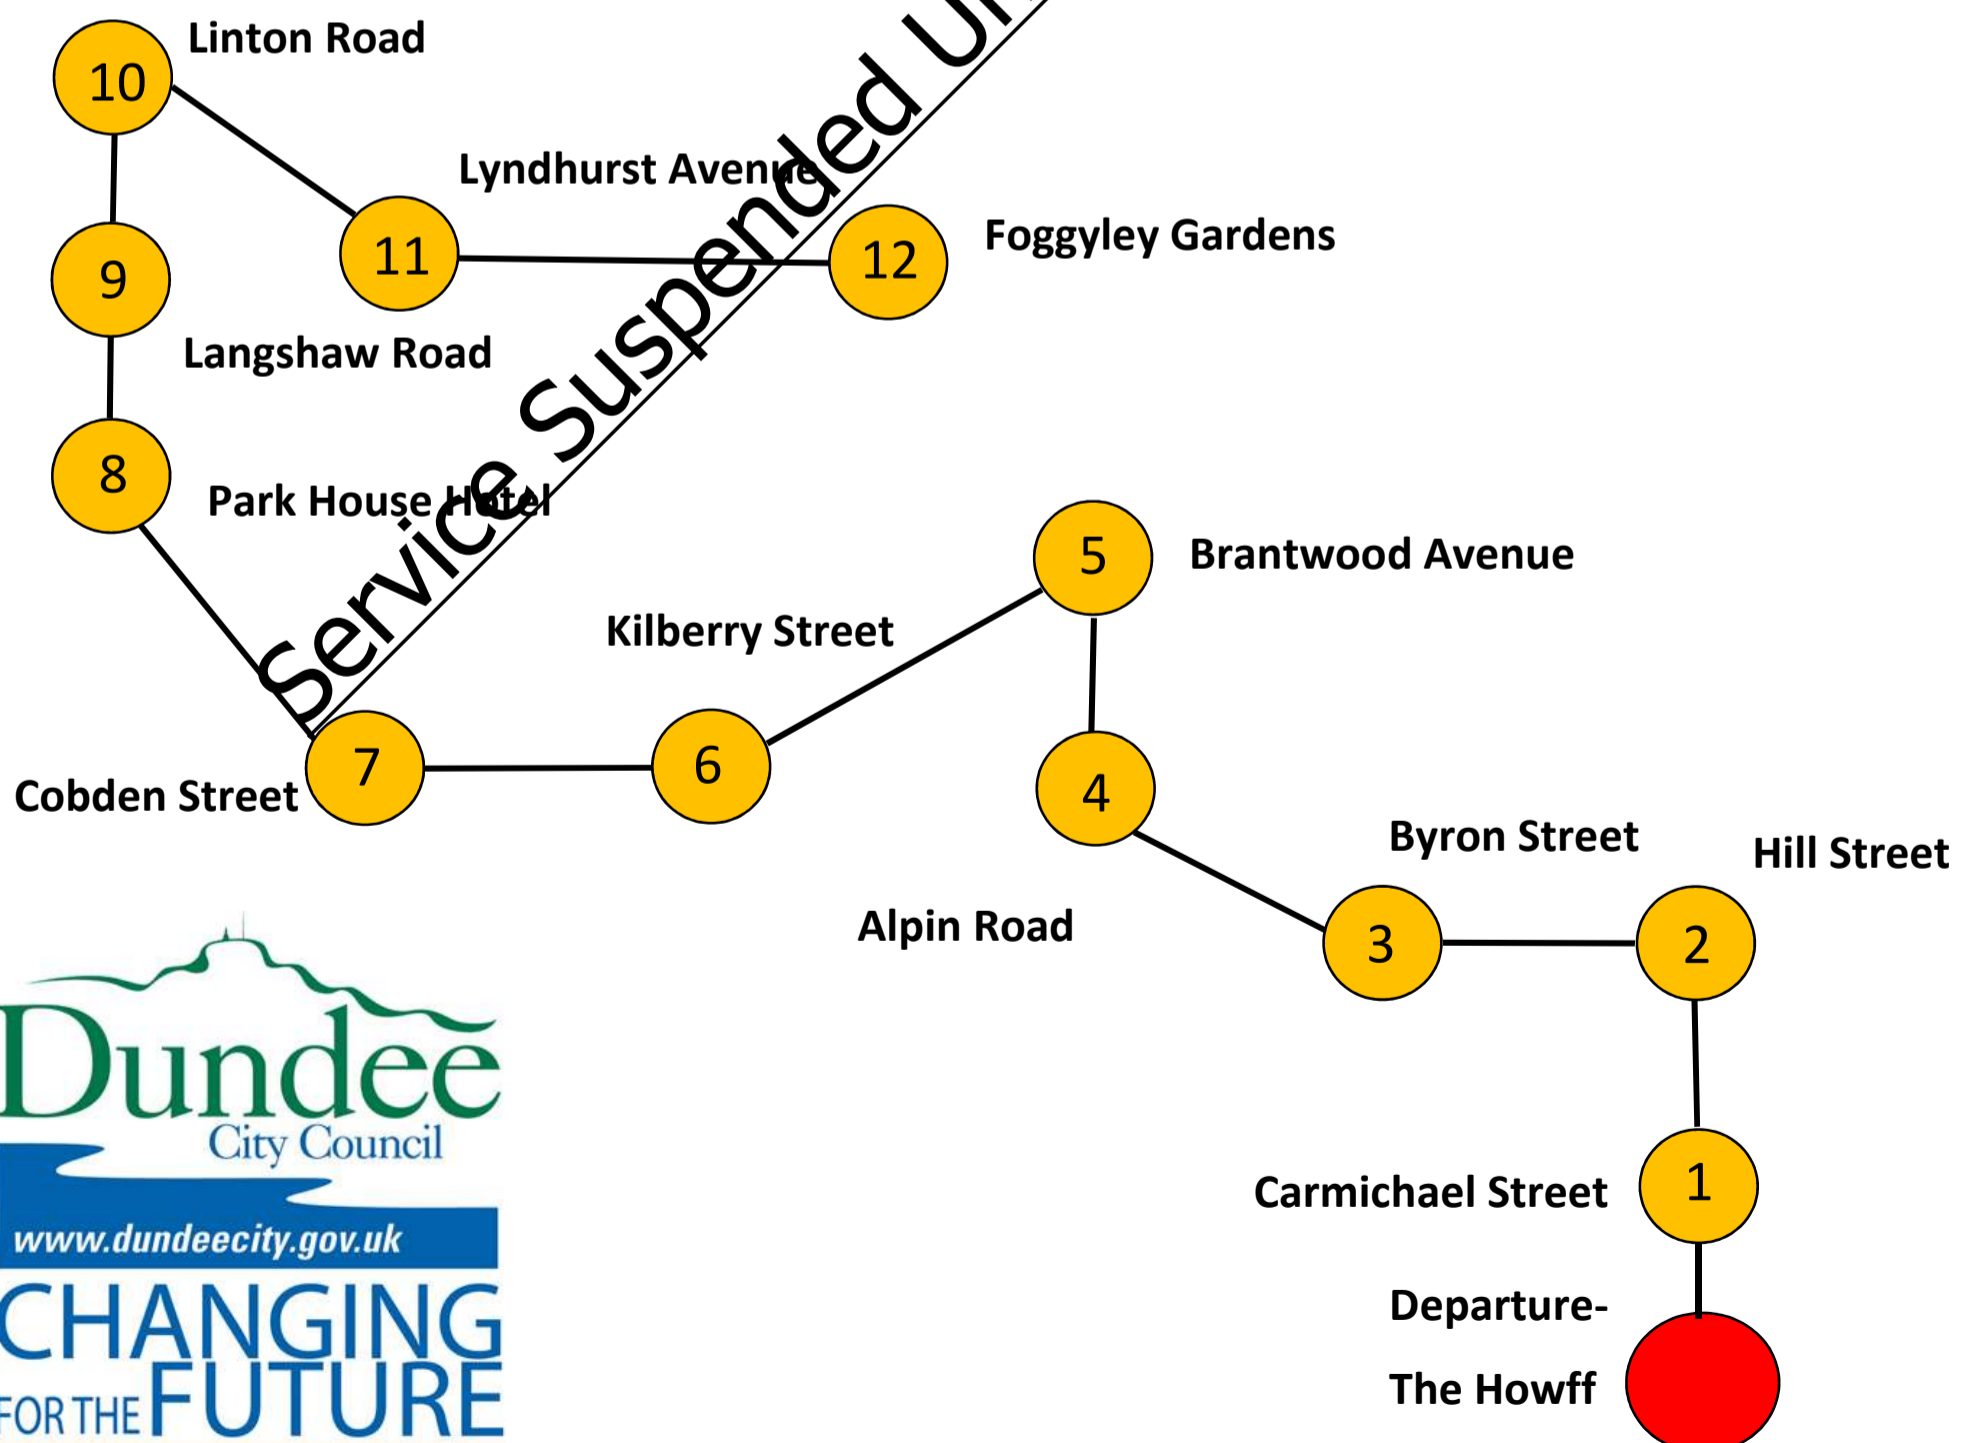 10
Linton Road
Lyndhurst Avenue
11
12
Foggyley Gardens
9
Langshaw Road
8
Park House Hotel
Service Suspended
5
Brantwood Avenue
Kilberry Street
7
6
4
Cobden Street
Byron Street
Hill Street
Alpin Road
3
2
Carmichael Street
1
Departure-
The Howff
Dundee
City Council
www.dundeecity.gov.uk
CHANGING
FOR THE FUTURE